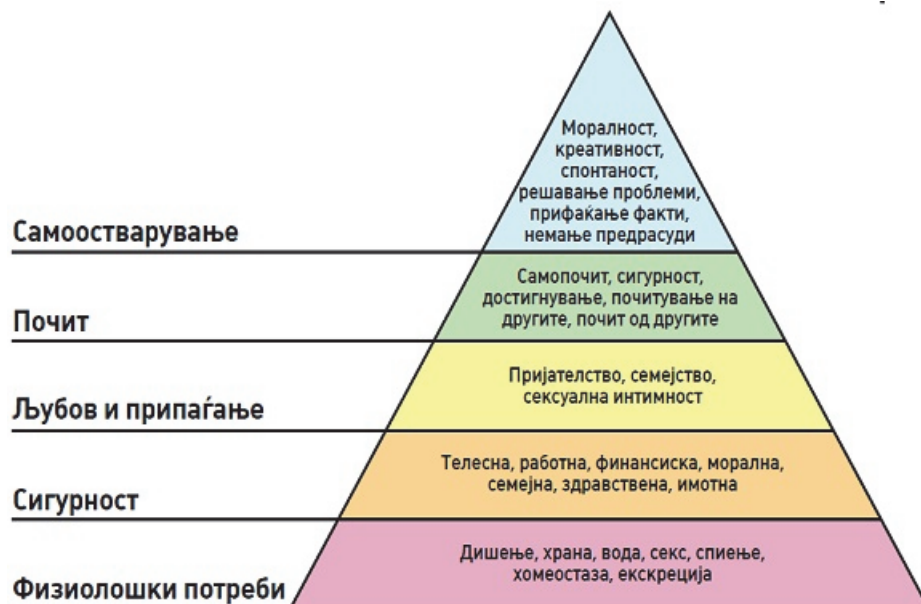 Моралност,
креативност,
спонтаност,
решавање проблеми,
прифаќање факти,
немање предрасуди
Самоостварување
Самопочит, сигурност,
достигнување, почитување на
другите, почит од другите
Почит
Пријателство, семејство,
сексуална интимност
Љубов и припаѓање
Телесна, работна, финансиска, морална,
семејна, здравствена, имотна
Сигурност
Дишење, храна, вода, секс, спиење,
хомеостаза, екскреција
Физиолошки потреби